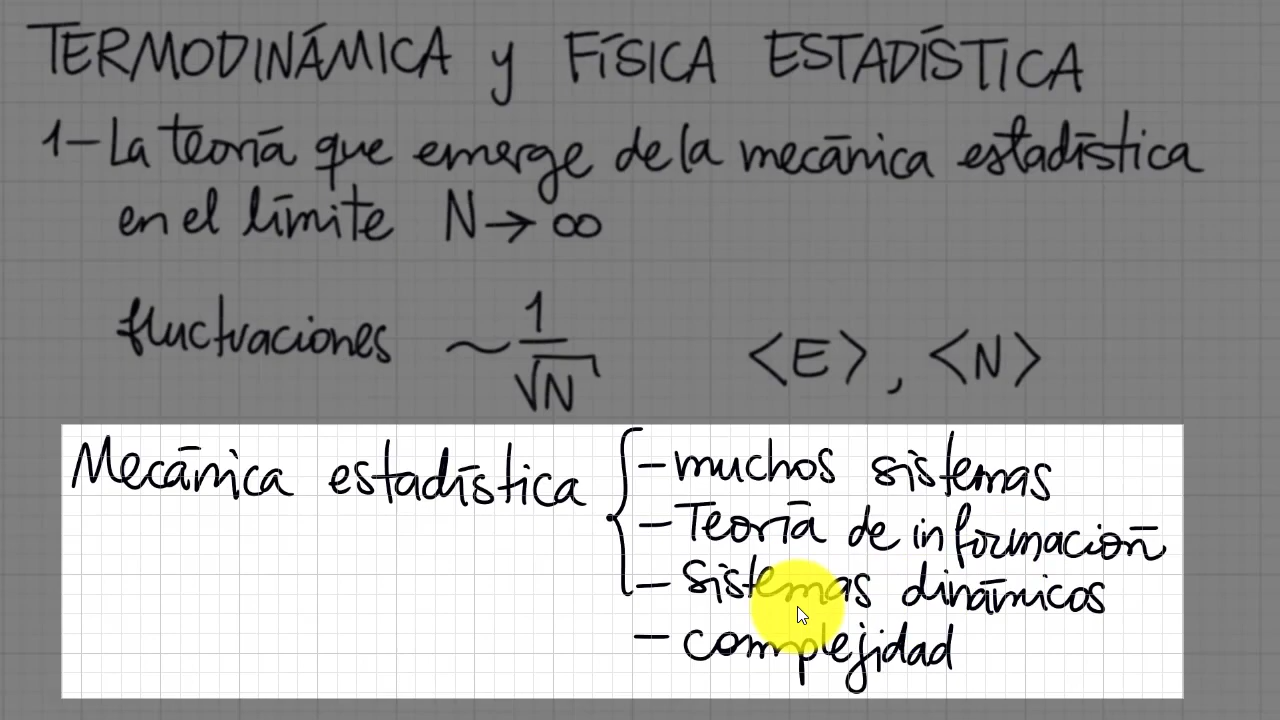 TERMODINÁMICA y FÍSICA ESTADÍSTICA
1-La teoría que emerge de la mecánica estadística
en el límite N→∞
fluctuaciones ~ 1/√N <E>, <N>
Mecánica estadística { -muchos sistemas
- Teoría de información
- sistemas dinámicos
- complejidad